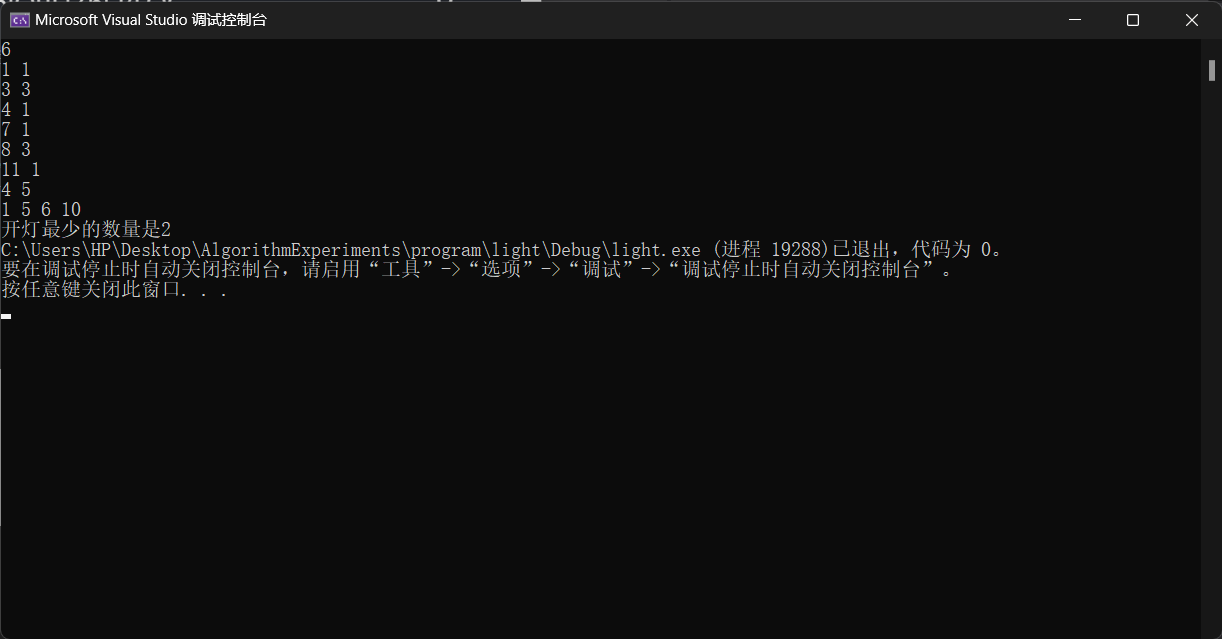 Microsoft Visual Studio 调试控制台
6
1 1
3 3
4 1
7 1
8 3
11 1
4 5
1 5 6 10
开灯最少的数量是2
C:\Users\HP\Desktop\AlgorithmExperiments\program\light\Debug\light.exe (进程 19288)已退出，代码为 0。
要在调试停止时自动关闭控制台，请启用“工具”->“选项”->“调试”->“调试停止时自动关闭控制台”。
按任意键关闭此窗口. . .